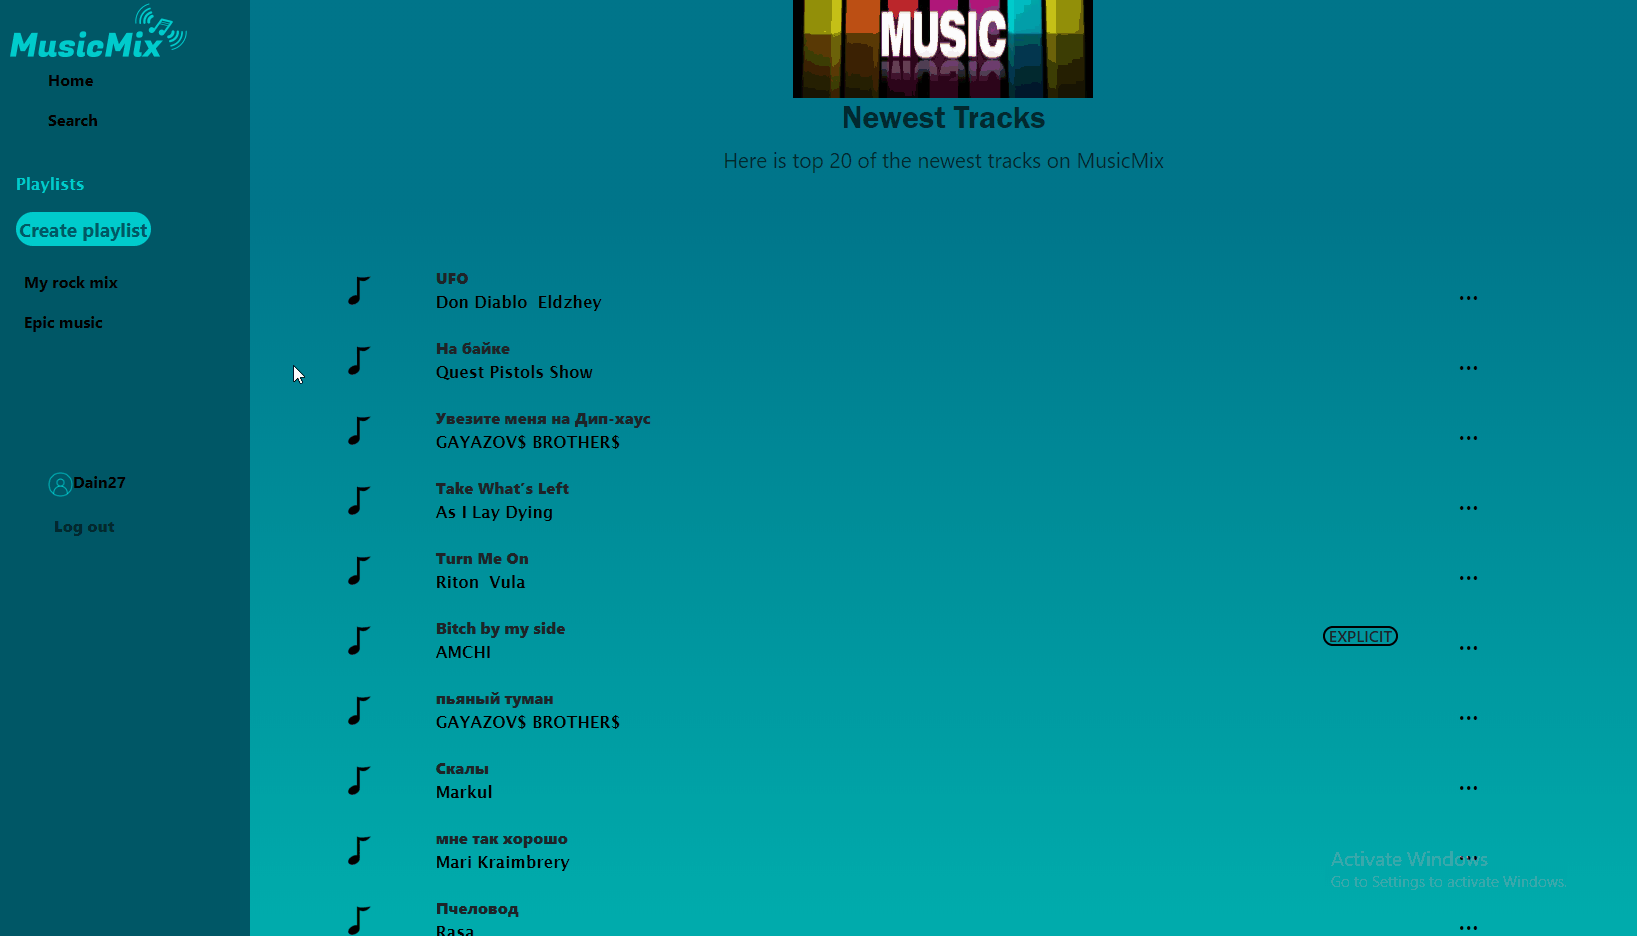 MusicMix
Home
Search
Playlists
Create playlist
My rock mix
Epic music
Dain27
Log out
MUSIC
Newest Tracks
Here is top 20 of the newest tracks on MusicMix
UFO
Don Diablo Eldzhey
...
На байке
Quest Pistols Show
...
Увезите меня на Дип-хаус
GAYAZOV$ BROTHER$
...
Take What's Left
As I Lay Dying
...
Turn Me On
Riton Vula
...
Bitch by my side
AMCHI
EXPLICIT
...
пьяный туман
GAYAZOV$ BROTHER$
...
Скалы
Markul
...
мне так хорошо
Mari Kraimbrery
...
Пчеловод
Rasa
...
Activate Windows
Go to Settings to activate Windows.